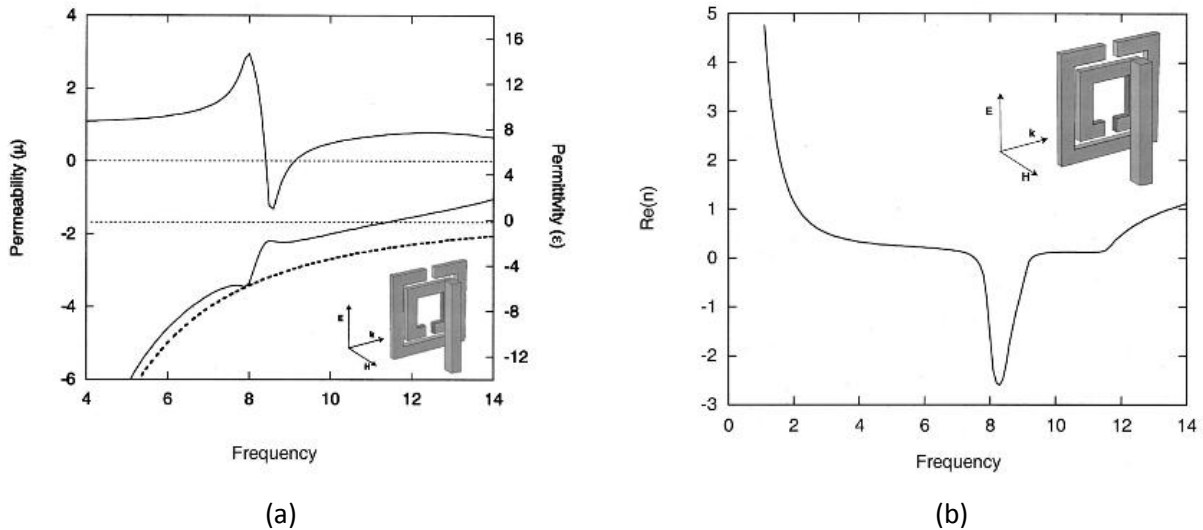 4
2
0
-2
-4
-6
4 6 8 10 12 14
16
12
8
4
0
-4
-8
-12
Permeability (μ)
Permittivity (ε)
Frequency
E
k
H
(a)
5
4
3
2
1
0
-1
-2
-3
0 2 4 6 8 10 12 14
Re(n)
Frequency
E
k
H
(b)